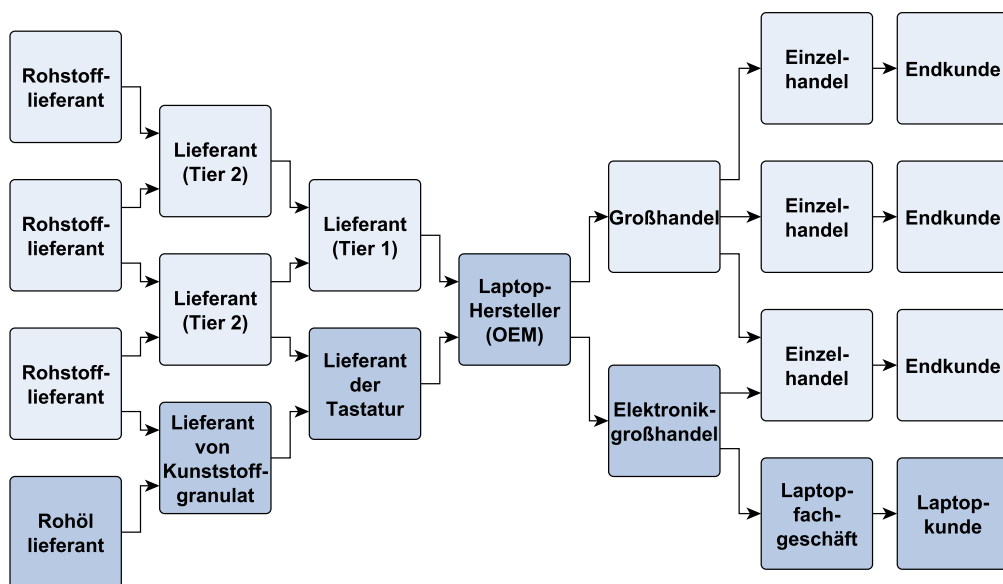 Rohstoff-
lieferant
Rohstoff-
lieferant
Rohstoff-
lieferant
Rohöl
lieferant
Lieferant
(Tier 2)
Lieferant
(Tier 2)
Lieferant
von
Kunststoff-
granulat
Lieferant
(Tier 1)
Lieferant
der
Tastatur
Laptop-
Hersteller
(OEM)
Großhandel
Elektronik-
großhandel
Einzel-
handel
Einzel-
handel
Einzel-
handel
Laptop-
fach-
geschäft
Endkunde
Endkunde
Endkunde
Laptop-
kunde